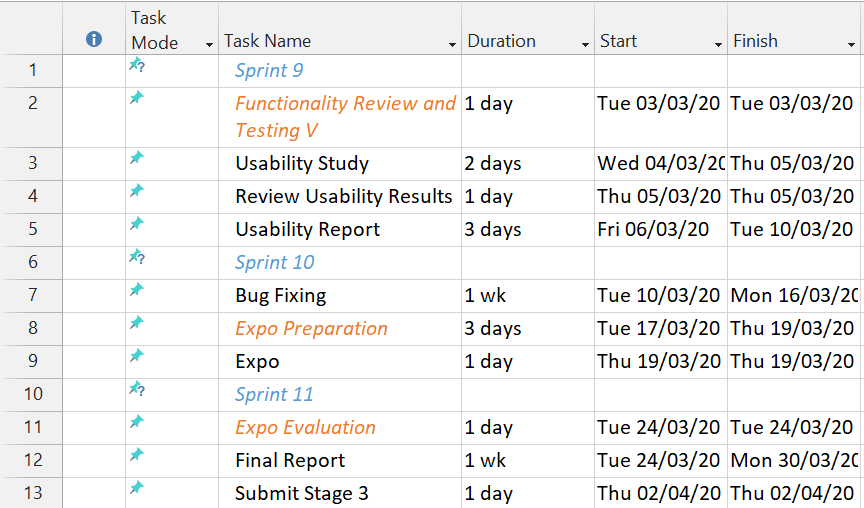 Task Mode Task Name Duration Start Finish
1 Sprint 9
2 Functionality Review and Testing V 1 day Tue 03/03/20 Tue 03/03/20
3 Usability Study 2 days Wed 04/03/20 Thu 05/03/20
4 Review Usability Results 1 day Thu 05/03/20 Thu 05/03/20
5 Usability Report 3 days Fri 06/03/20 Tue 10/03/20
6 Sprint 10
7 Bug Fixing 1 wk Tue 10/03/20 Mon 16/03/20
8 Expo Preparation 3 days Tue 17/03/20 Thu 19/03/20
9 Expo 1 day Thu 19/03/20 Thu 19/03/20
10 Sprint 11
11 Expo Evaluation 1 day Tue 24/03/20 Tue 24/03/20
12 Final Report 1 wk Tue 24/03/20 Mon 30/03/20
13 Submit Stage 3 1 day Thu 02/04/20 Thu 02/04/20